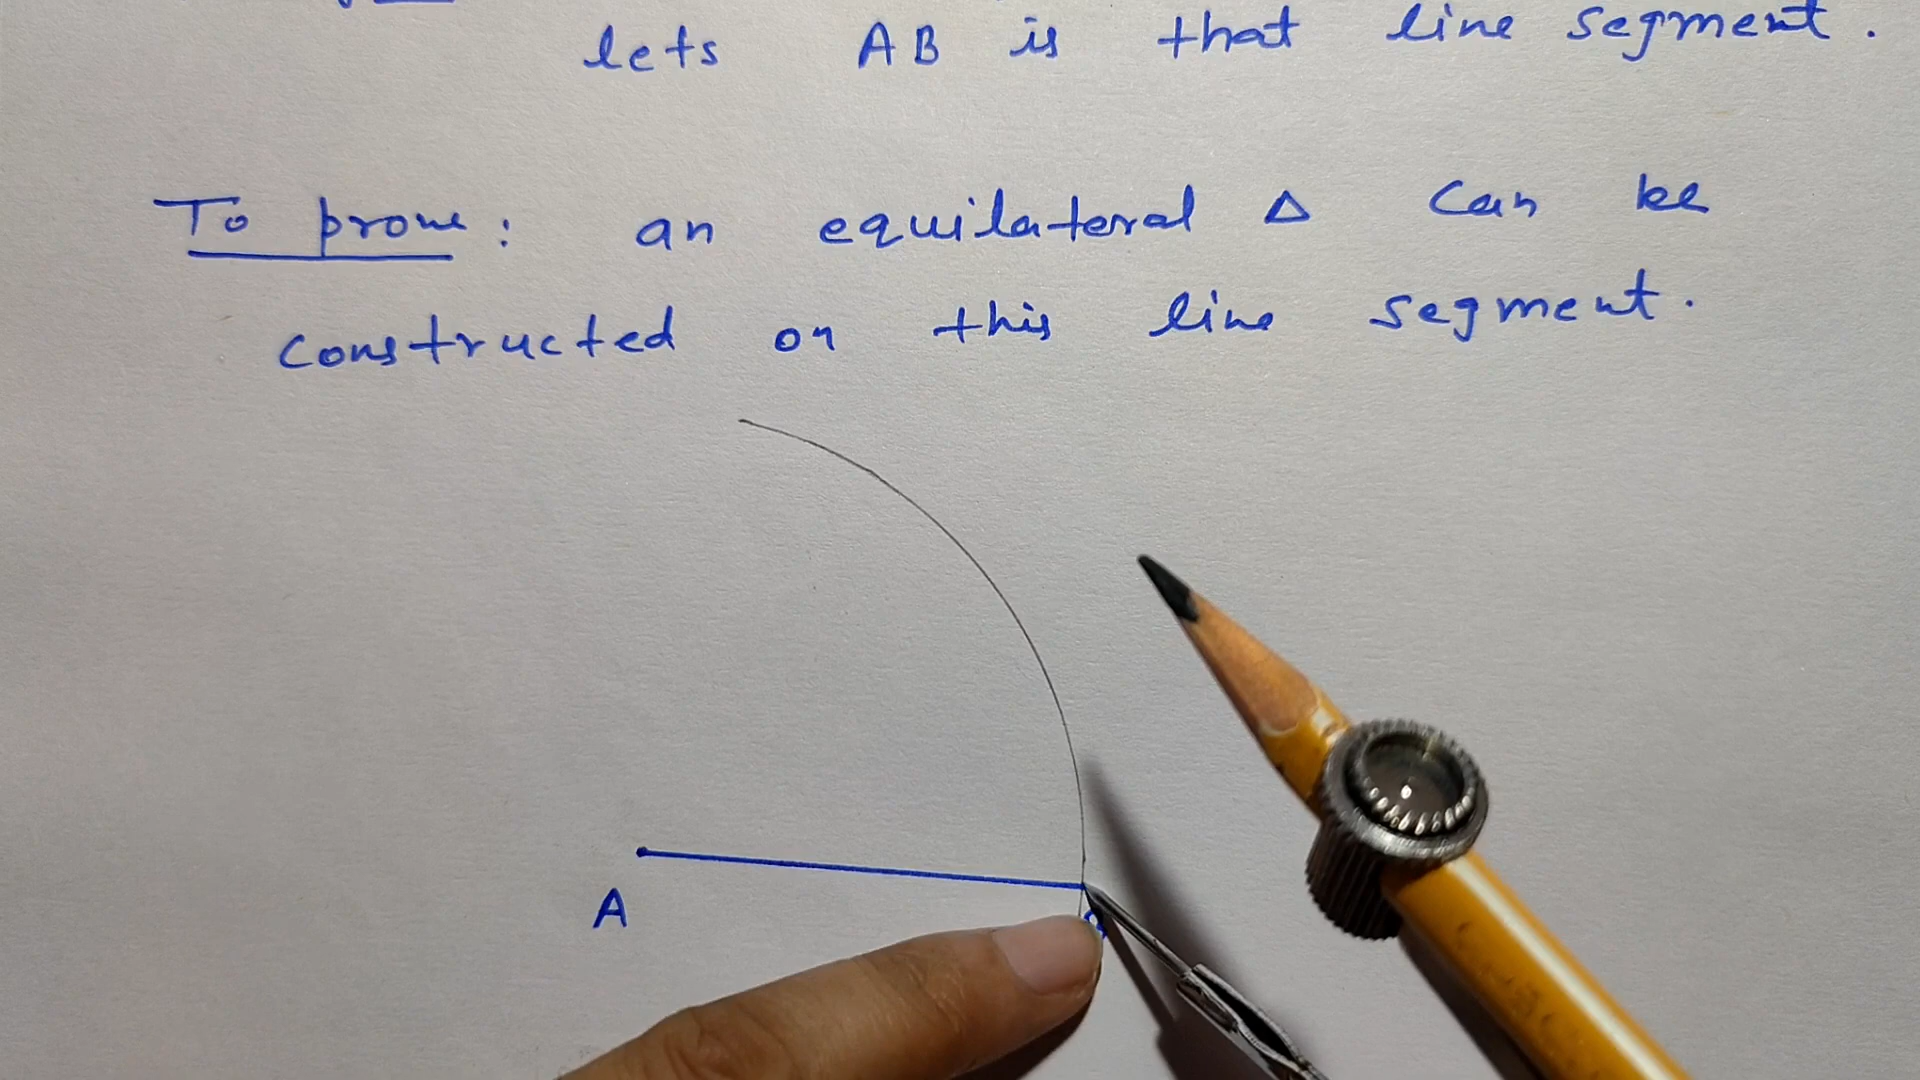 lets AB is that line segment.
To prove: an equilateral Δ can be
constructed on this line segment.
A